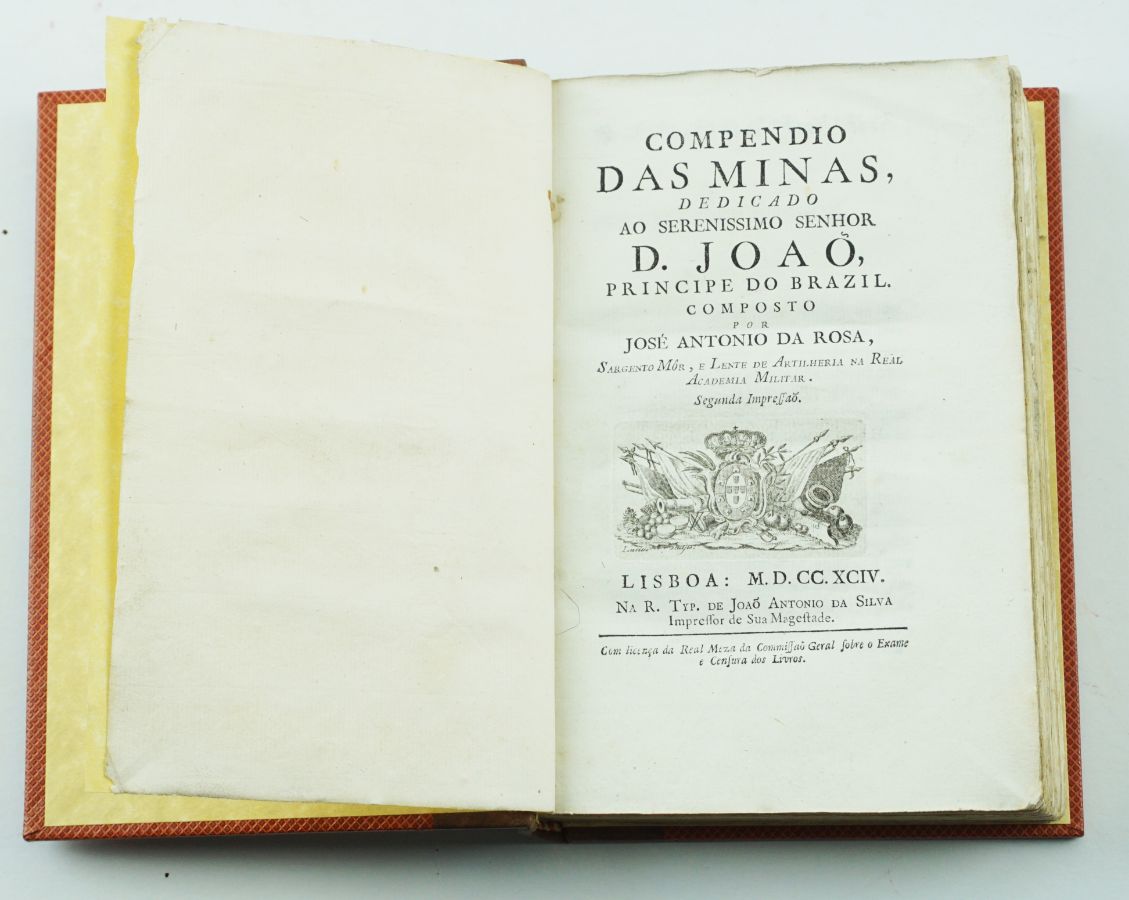 COMPENDIO
DAS MINAS,
DEDICADO
AO SERENISSIMO SENHOR
D. JOAÕ,
PRINCIPE DO BRAZIL.
COMPOSTO
POR
JOSÉ ANTONIO DA ROSA,
SARGENTO MÓR, E LENTE DE ARTILHERIA NA REAL
ACADEMIA MILITAR.
Segunda Impreſſaõ.
LISBOA: M. D. CC. XCIV.
NA R. TYP. DE JOAÕ ANTONIO DA SILVA
Impreſſor de Sua Mageſtade.
Com licença da Real Meza da Commiſſaõ Geral ſobre o Exame
e Cenſura dos Livros.